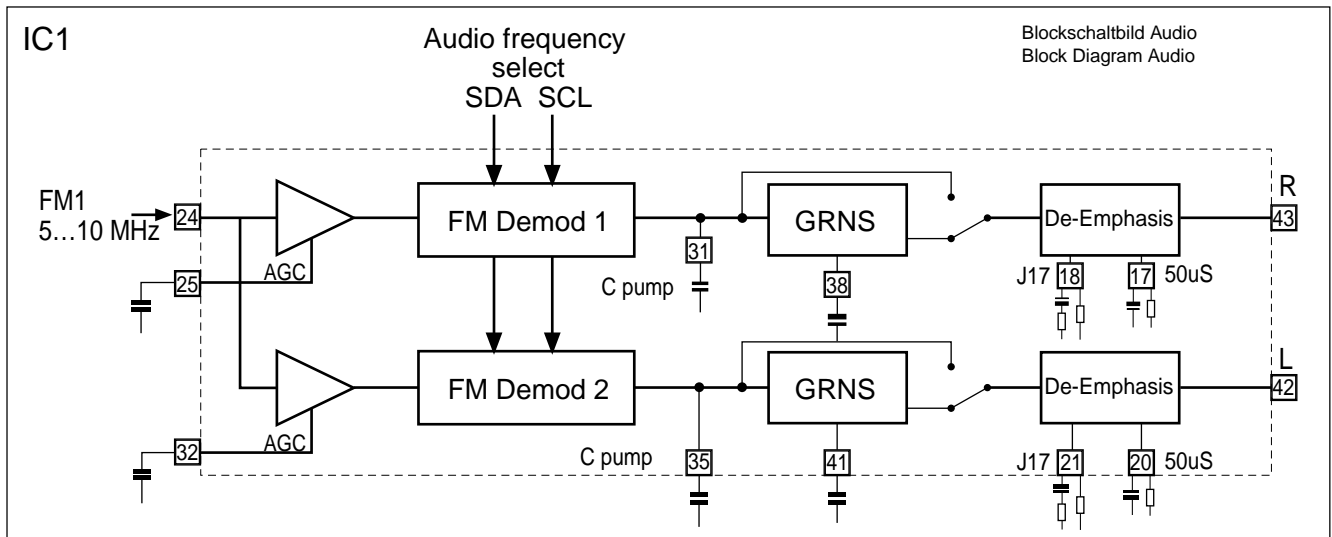 IC1
Blockschaltbild Audio
Block Diagram Audio
Audio frequency
select
SDA SCL
FM1
5...10 MHz
24
25
AGC
FM Demod 1
31
C pump
GRNS
38
De-Emphasis
J17
18
17
50uS
R
43
32
AGC
FM Demod 2
C pump
35
GRNS
41
De-Emphasis
J17
21
20
50uS
L
42